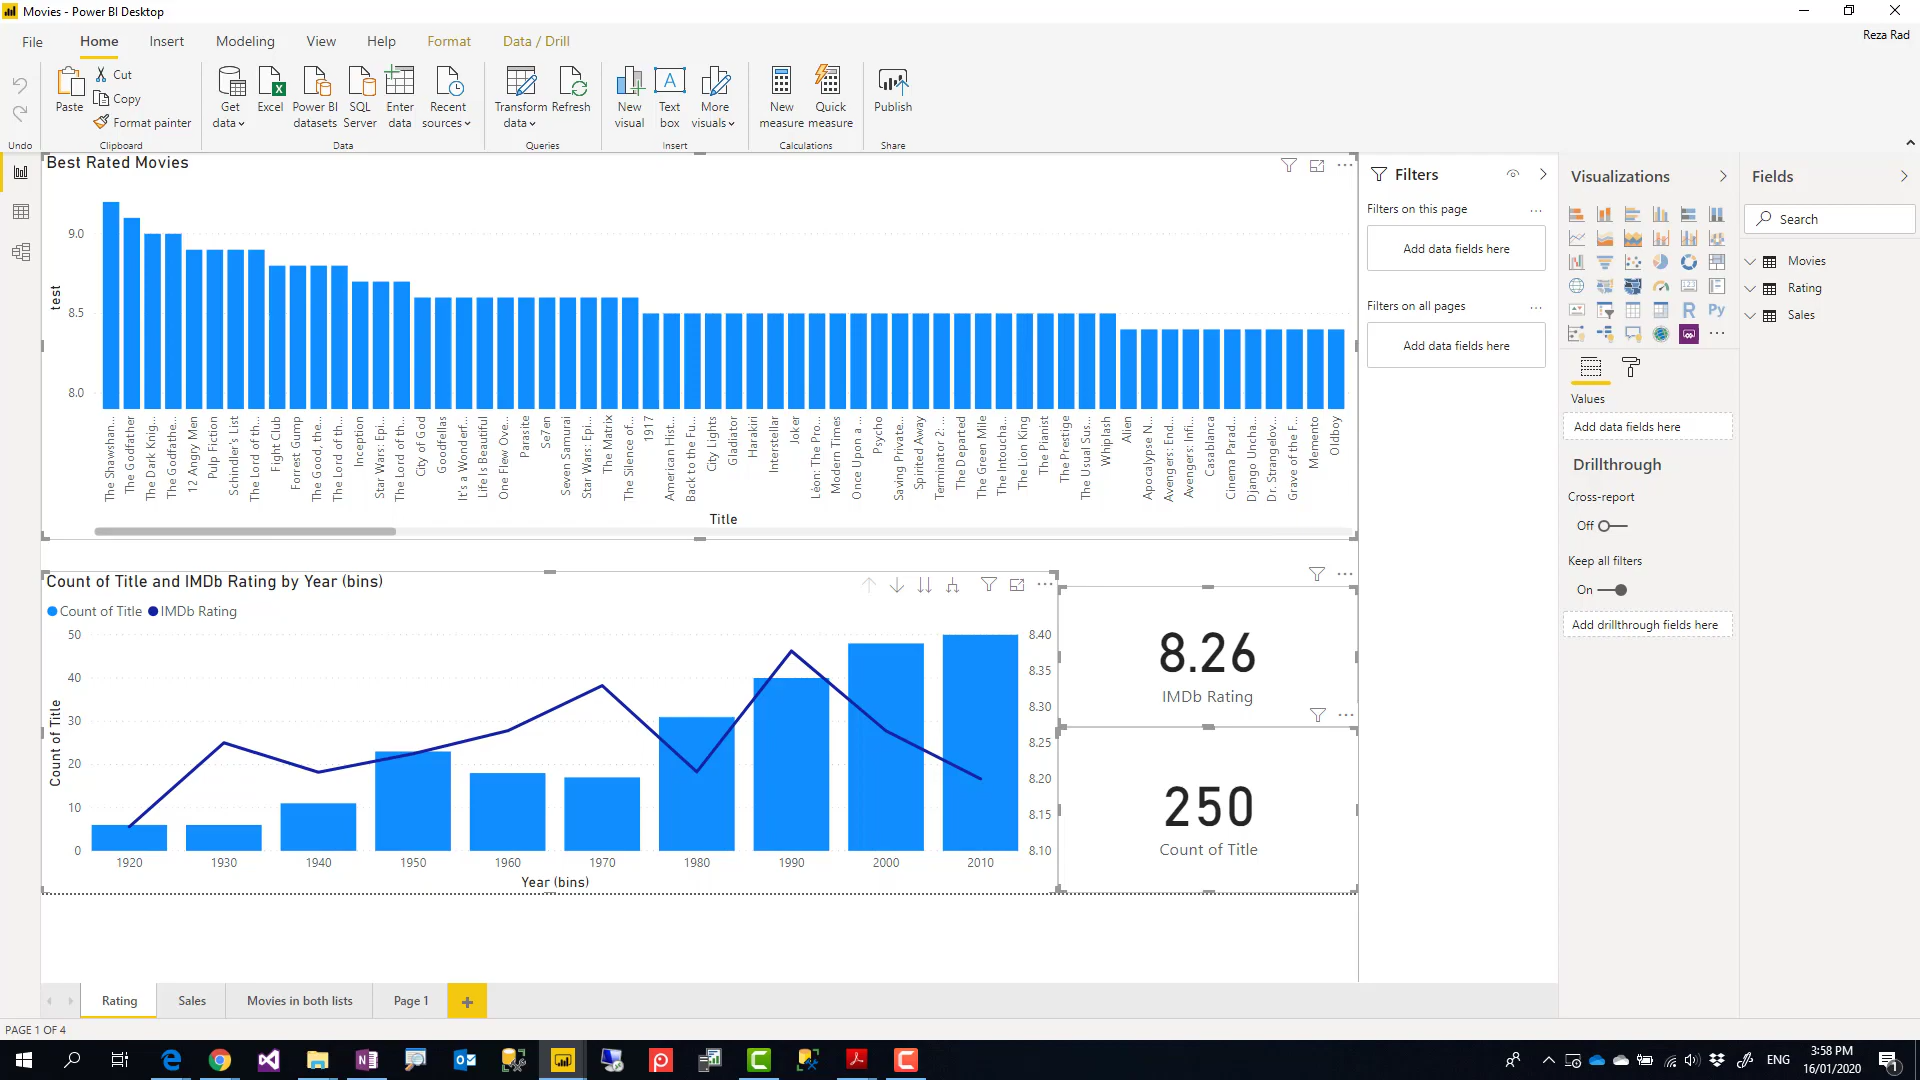 Movies - Power BI Desktop
Reza Rad
File Home Insert Modeling View Help Format Data / Drill
Paste
Cut
Copy
Format painter
Get data
Excel
Power BI datasets
SQL Server
Enter data
Recent sources
Transform data
Refresh
New visual
Text box
More visuals
New measure
Quick measure
Publish
Undo
Clipboard
Data
Queries
Insert
Calculations
Share
Best Rated Movies
test
9.0
8.5
8.0
The Shawshan...
The Godfather
The Dark Knig...
The Godfathe...
12 Angry Men
Pulp Fiction
Schindler's List
The Lord of th...
Fight Club
Forrest Gump
The Good, the...
The Lord of th...
Inception
Star Wars: Epi...
The Lord of th...
City of God
Goodfellas
It's a Wonderf...
Life Is Beautiful
One Flew Ove...
Parasite
Se7en
Seven Samurai
Star Wars: Epi...
The Matrix
The Silence of...
1917
American Hist...
Back to the Fu...
City Lights
Gladiator
Harakiri
Interstellar
Joker
Léon: The Pro...
Modern Times
Once Upon a ...
Psycho
Saving Private...
Spirited Away
Terminator 2: ...
The Departed
The Green Mile
The Intoucha...
The Lion King
The Pianist
The Prestige
The Usual Sus...
Whiplash
Alien
Apocalypse N...
Avengers: End...
Avengers: Infi...
Casablanca
Cinema Parad...
Django Uncha...
Dr. Strangelov...
Grave of the F...
Memento
Oldboy
Title
Count of Title and IMDb Rating by Year (bins)
Count of Title IMDb Rating
Count of Title
50
40
30
20
10
0
8.40
8.35
8.30
8.25
8.20
8.15
8.10
1920 1930 1940 1950 1960 1970 1980 1990 2000 2010
Year (bins)
8.26
IMDb Rating
250
Count of Title
Filters
Filters on this page
Add data fields here
Filters on all pages
Add data fields here
Visualizations
R Py
Values
Add data fields here
Drillthrough
Cross-report
Off
Keep all filters
On
Add drillthrough fields here
Fields
Search
Movies
Rating
Sales
Rating Sales Movies in both lists Page 1 +
PAGE 1 OF 4
ENG
3:58 PM
16/01/2020
1